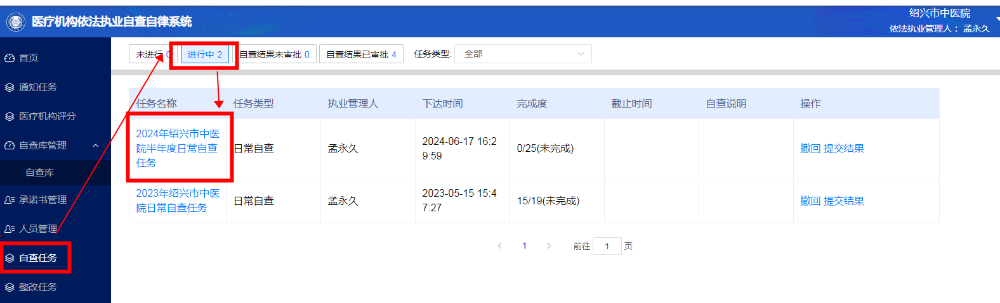 医疗机构依法执业自查自律系统
绍兴市中医院
依法执业管理人： 孟永久
首页
通知任务
医疗机构评分
自查库管理
自查库
承诺书管理
人员管理
自查任务
整改任务
未进行 0 进行中 2 自查结果未审批 0 自查结果已审批 4 任务类型: 全部
任务名称 任务类型 执业管理人 下达时间 完成度 截止时间 自查说明 操作
2024年绍兴市中医
院半年度日常自查
任务
日常自查
孟永久
2024-06-17 16:2
9:59
0/25(未完成)
撤回 提交结果
2023年绍兴市中医
院日常自查任务
日常自查
孟永久
2023-05-15 15:4
7:27
15/19(未完成)
撤回 提交结果
1 前往 1 页